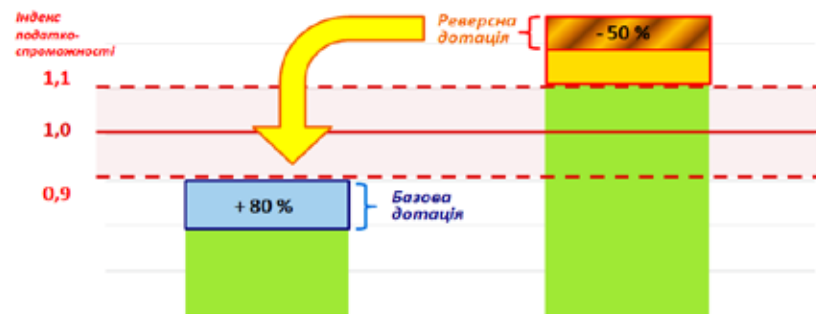 Індекс
податко-
спроможності
Реверсна
дотація
- 50 %
1,1
1,0
0,9
+ 80 %
Базова
дотація